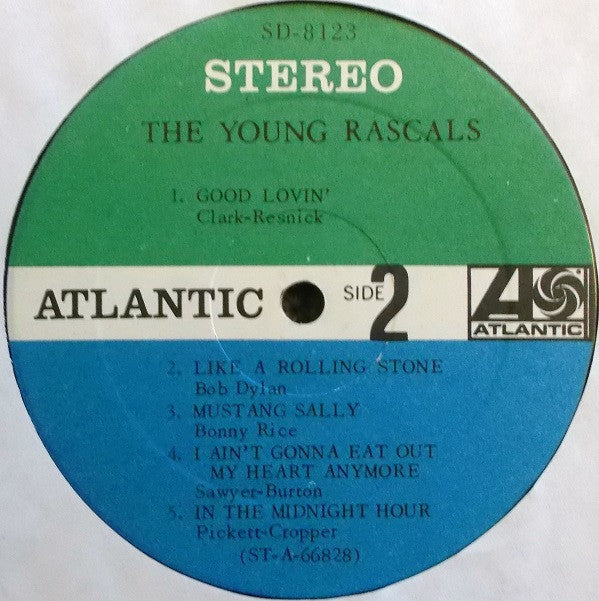 SD-8123
STEREO
THE YOUNG RASCALS
1. GOOD LOVIN'
Clark-Resnick
ATLANTIC SIDE 2 ATLANTIC
2. LIKE A ROLLING STONE
Bob Dylan
3. MUSTANG SALLY
Bonny Rice
4. I AIN'T GONNA EAT OUT
MY HEART ANYMORE
Sawyer-Burton
5. IN THE MIDNIGHT HOUR
Pickett-Cropper
(ST-A-66828)